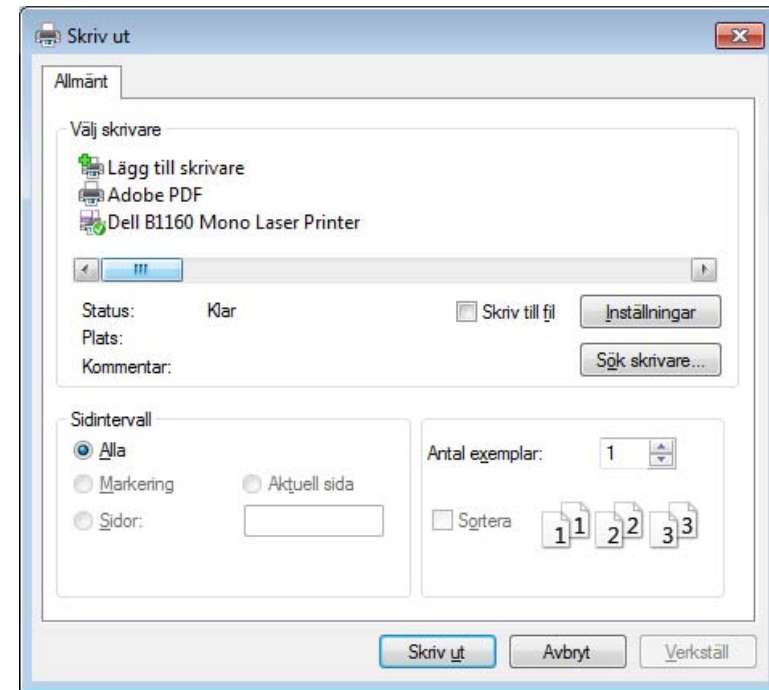 Skriv ut
Allmänt
Välj skrivare
Lägg till skrivare
Adobe PDF
Dell B1160 Mono Laser Printer
Status: Klar
Skriv till fil
Inställningar
Plats:
Kommentar:
Sök skrivare...
Sidintervall
Alla
Markering
Aktuell sida
Sidor:
Antal exemplar: 1
Sortera
1 1 2 2 3 3
Skriv ut
Avbryt
Verkställ